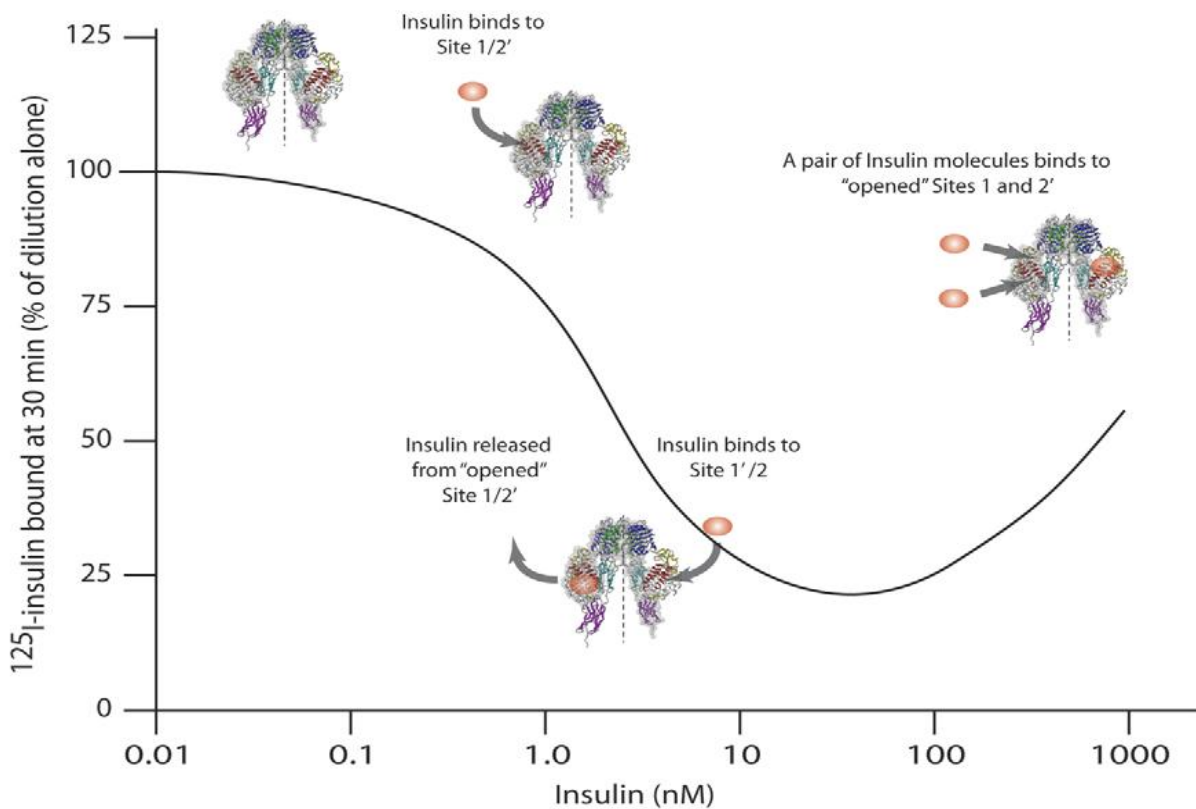 Insulin binds to
Site 1/2’
A pair of Insulin molecules binds to
“opened” Sites 1 and 2’
Insulin released
from “opened”
Site 1/2’
Insulin binds to
Site 1’/2
125I-insulin bound at 30 min (% of dilution alone)
125
100
75
50
25
0
0.01
0.1
1.0
10
100
1000
Insulin (nM)